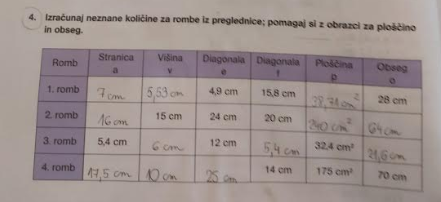 4. Izračunaj neznane količine za rombe iz preglednice; pomagaj si z obrazci za ploščino
in obseg.
Romb Stranica a Višina v Diagonala e Diagonala f Ploščina p Obseg o
1. romb 7 cm 5,53 cm 4,9 cm 15,8 cm 38,71 cm² 28 cm
2. romb 16 cm 15 cm 24 cm 20 cm 240 cm² 64 cm
3. romb 5,4 cm 6 cm 12 cm 5,4 cm 32,4 cm² 21,6 cm
4. romb 17,5 cm 10 cm 25 cm 14 cm 175 cm² 70 cm